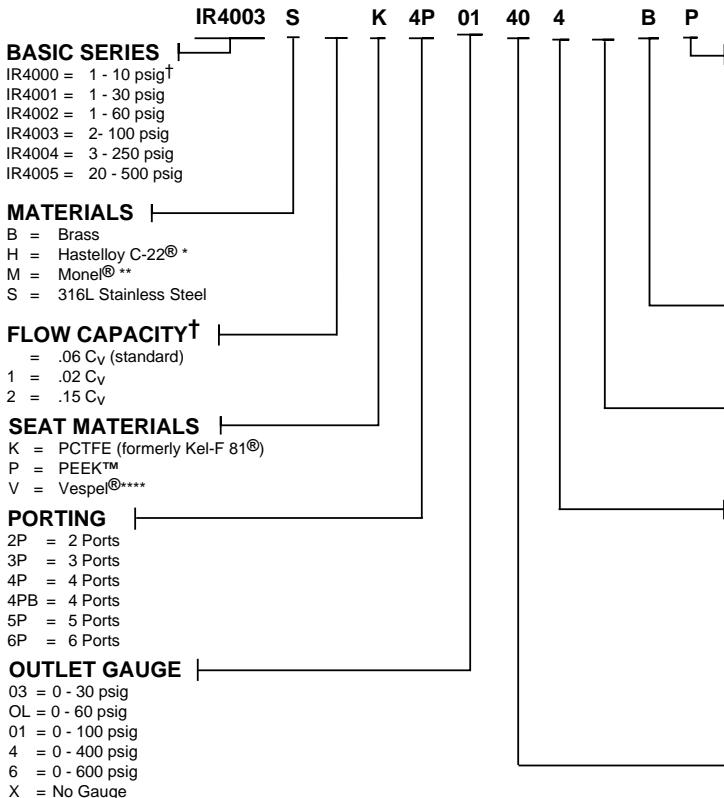 IR4003 S K 4P 01 40 4 B P
BASIC SERIES
IR4000 = 1 - 10 psig†
IR4001 = 1 - 30 psig
IR4002 = 1 - 60 psig
IR4003 = 2- 100 psig
IR4004 = 3 - 250 psig
IR4005 = 20 - 500 psig
MATERIALS
B = Brass
H = Hastelloy C-22® *
M = Monel® **
S = 316L Stainless Steel
FLOW CAPACITY†
= .06 CV (standard)
1 = .02 CV
2 = .15 CV
SEAT MATERIALS
K = PCTFE (formerly Kel-F 81®)
P = PEEK™
V = Vespel®****
PORTING
2P = 2 Ports
3P = 3 Ports
4P = 4 Ports
4PB = 4 Ports
5P = 5 Ports
6P = 6 Ports
OUTLET GAUGE
03 = 0 - 30 psig
OL = 0 - 60 psig
01 = 0 - 100 psig
4 = 0 - 400 psig
6 = 0 - 600 psig
X = No Gauge